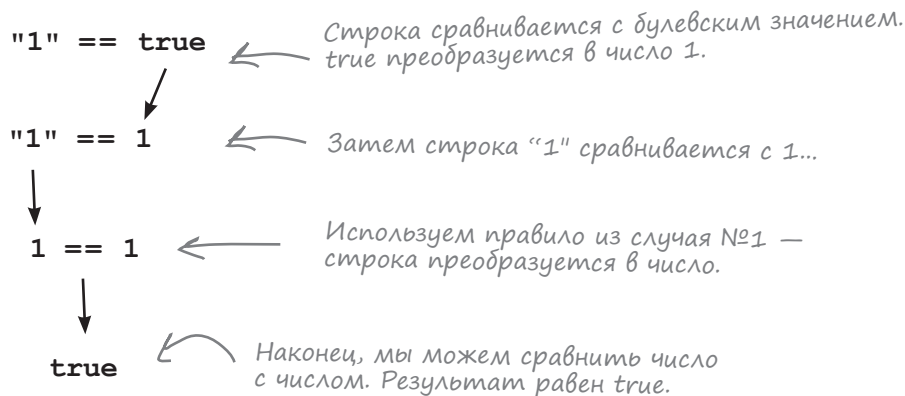 "1" == true
Строка сравнивается с булевским значением.
true преобразуется в число 1.
"1" == 1
Затем строка “1" сравнивается с 1...
1 == 1
Используем правило из случая №1 —
строка преобразуется в число.
true
Наконец, мы можем сравнить число
с числом. Результат равен true.